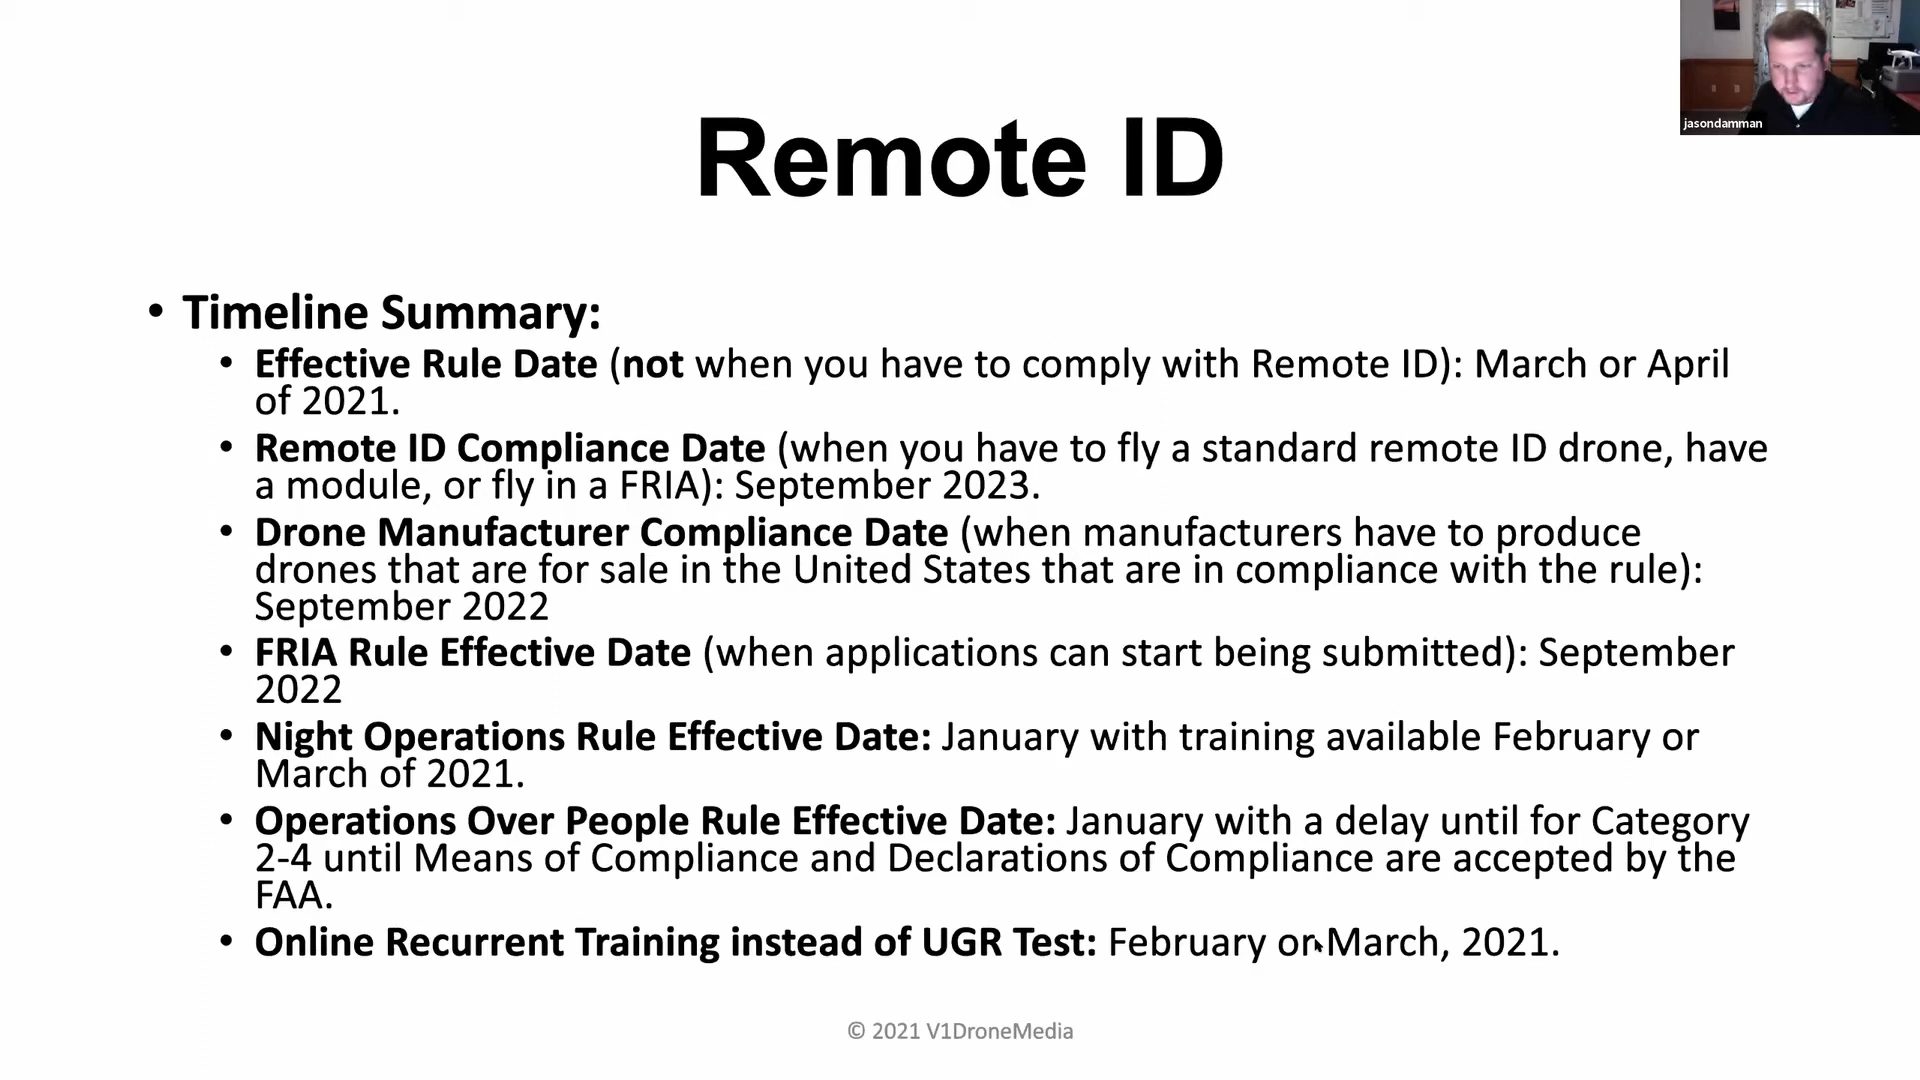 jasondamman
Remote ID
• Timeline Summary:
• Effective Rule Date (not when you have to comply with Remote ID): March or April
of 2021.
• Remote ID Compliance Date (when you have to fly a standard remote ID drone, have
a module, or fly in a FRIA): September 2023.
• Drone Manufacturer Compliance Date (when manufacturers have to produce
drones that are for sale in the United States that are in compliance with the rule):
September 2022
• FRIA Rule Effective Date (when applications can start being submitted): September
2022
• Night Operations Rule Effective Date: January with training available February or
March of 2021.
• Operations Over People Rule Effective Date: January with a delay until for Category
2-4 until Means of Compliance and Declarations of Compliance are accepted by the
FAA.
• Online Recurrent Training instead of UGR Test: February or March, 2021.
© 2021 V1DroneMedia